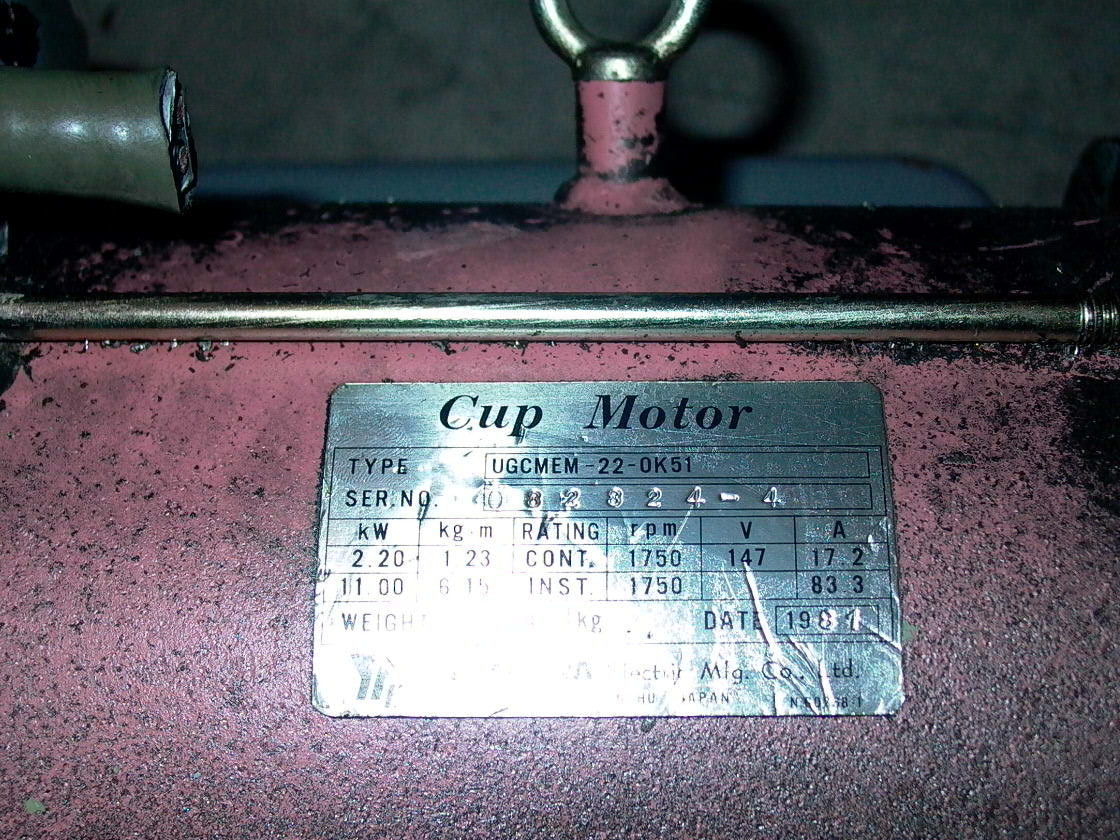 Cup Motor
TYPE UGCMEM-22-0K51
SER.NO. 082824-4
kW kg·m RATING rpm V A
2.20 1.23 CONT. 1750 147 17.2
11.00 6.15 INST. 1750 83.3
WEIGHT kg DATE 1981
Electric Mfg. Co., Ltd.
JAPAN